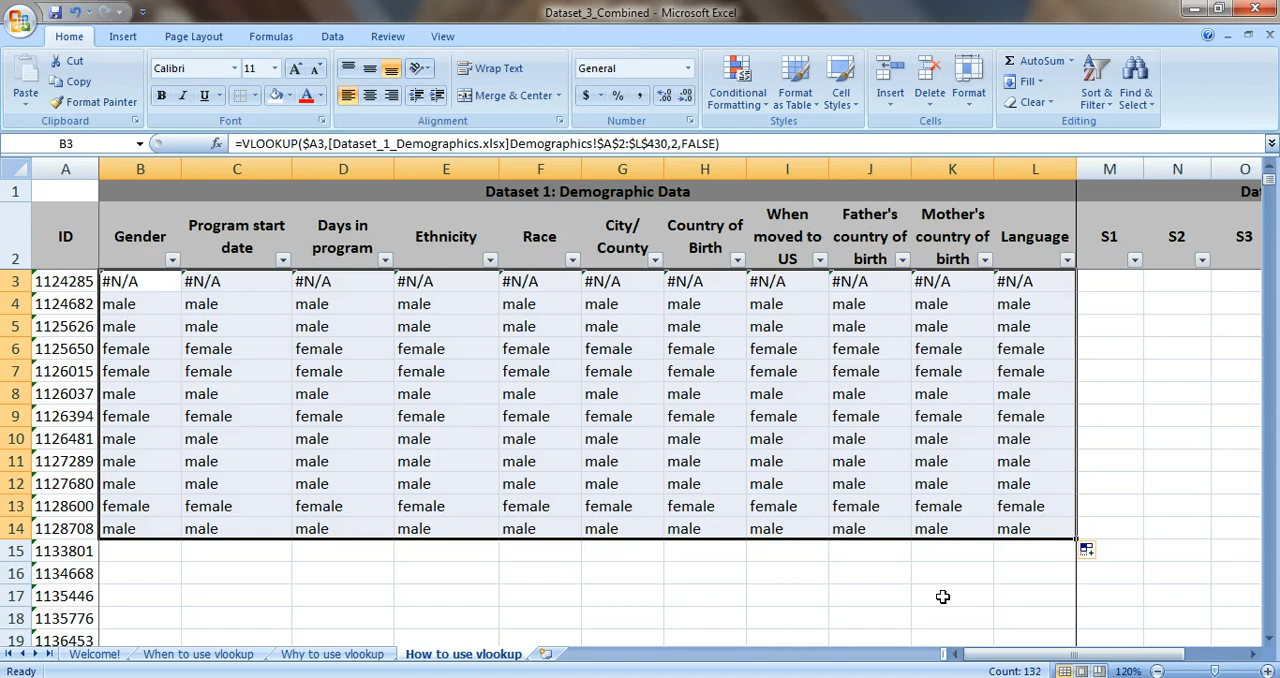 Dataset_3_Combined - Microsoft Excel
Home Insert Page Layout Formulas Data Review View
Paste Cut Copy Format Painter Clipboard
Calibri 11 B I U A Font
Wrap Text Merge & Center Alignment
General $ % , Number
Conditional Formatting Format as Table Cell Styles Styles
Insert Delete Format Cells
Σ AutoSum Fill Clear Sort & Filter Find & Select Editing
B3 fx =VLOOKUP($A3,[Dataset_1_Demographics.xlsx]Demographics!$A$2:$L$430,2,FALSE)
A B C D E F G H I J K L M N O
1 Dataset 1: Demographic Data Da
2 ID Gender Program start date Days in program Ethnicity Race City/ County Country of Birth When moved to US Father's country of birth Mother's country of birth Language S1 S2 S3
3 1124285 #N/A #N/A #N/A #N/A #N/A #N/A #N/A #N/A #N/A #N/A #N/A
4 1124682 male male male male male male male male male male male
5 1125626 male male male male male male male male male male male
6 1125650 female female female female female female female female female female female
7 1126015 female female female female female female female female female female female
8 1126037 male male male male male male male male male male male
9 1126394 female female female female female female female female female female female
10 1126481 male male male male male male male male male male male
11 1127289 male male male male male male male male male male male
12 1127680 male male male male male male male male male male male
13 1128600 female female female female female female female female female female female
14 1128708 male male male male male male male male male male male
15 1133801
16 1134668
17 1135446
18 1135776
19 1136453
Welcome! When to use vlookup Why to use vlookup How to use vlookup
Ready Count: 132 120%